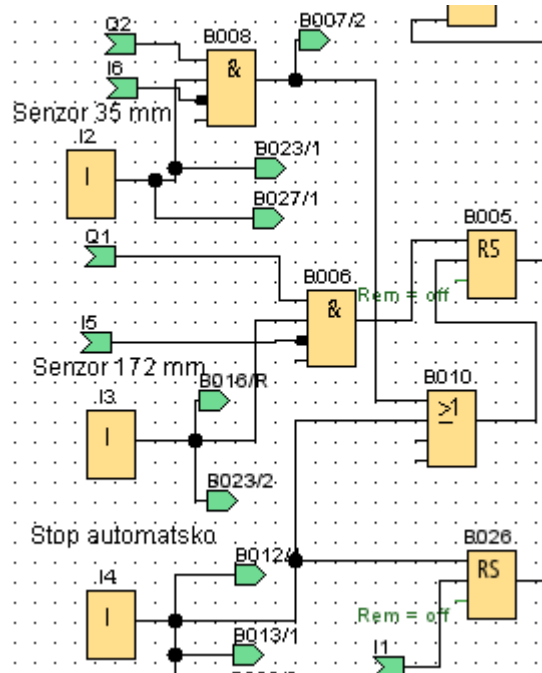 Q2
B008
B007/2
I6
&
Senzor 35 mm
I2
I
B023/1
B027/1
Q1
B005
RS
B006
Rem = off
&
I5
Senzor 172 mm
B016/R
B010
≥1
I3
I
B023/2
Stop automatsko
B026
RS
I4
I
Rem = off
B013/1
I1